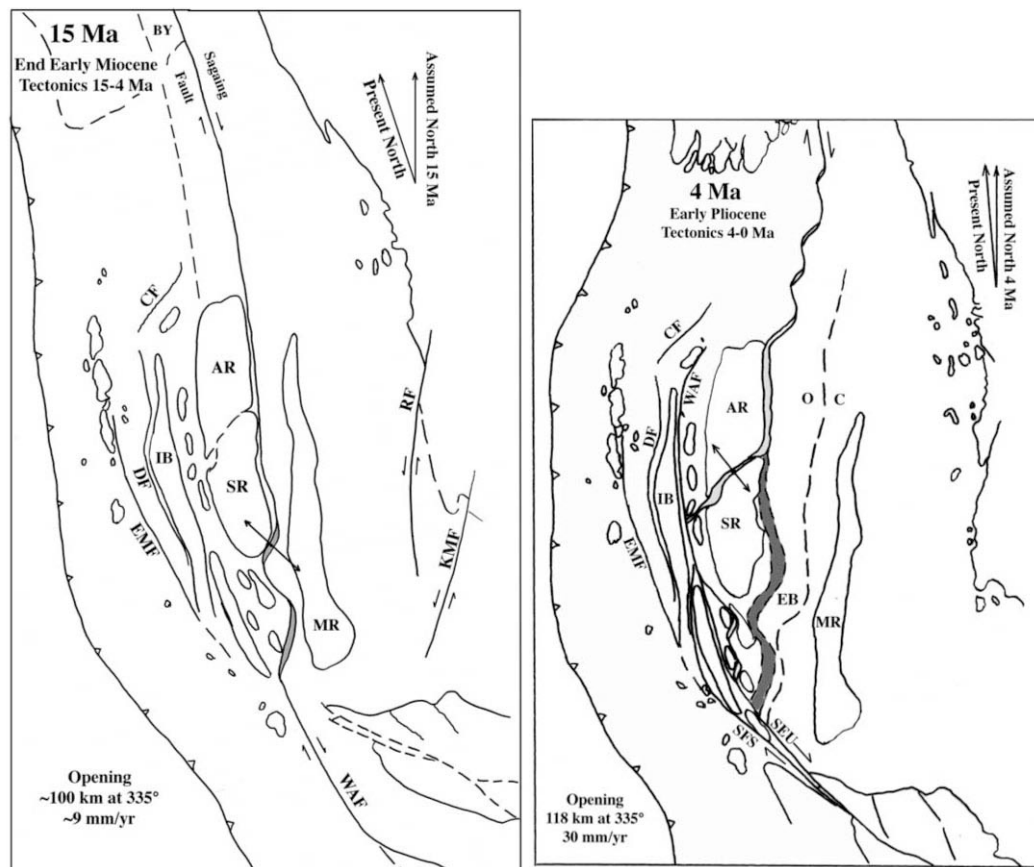 15 Ma
End Early Miocene
Tectonics 15-4 Ma
BY
Fault
Sagaing
Present North
Assumed North 15 Ma
CF
AR
IB
DF
SR
EMF
RF
KMF
MR
WAF
Opening
~100 km at 335°
~9 mm/yr
4 Ma
Early Pliocene
Tectonics 4-0 Ma
Present North
Assumed North 4 Ma
CF
WAF
AR
O C
DF
IB
SR
EMF
EB
MR
SFS
SEU
Opening
118 km at 335°
30 mm/yr